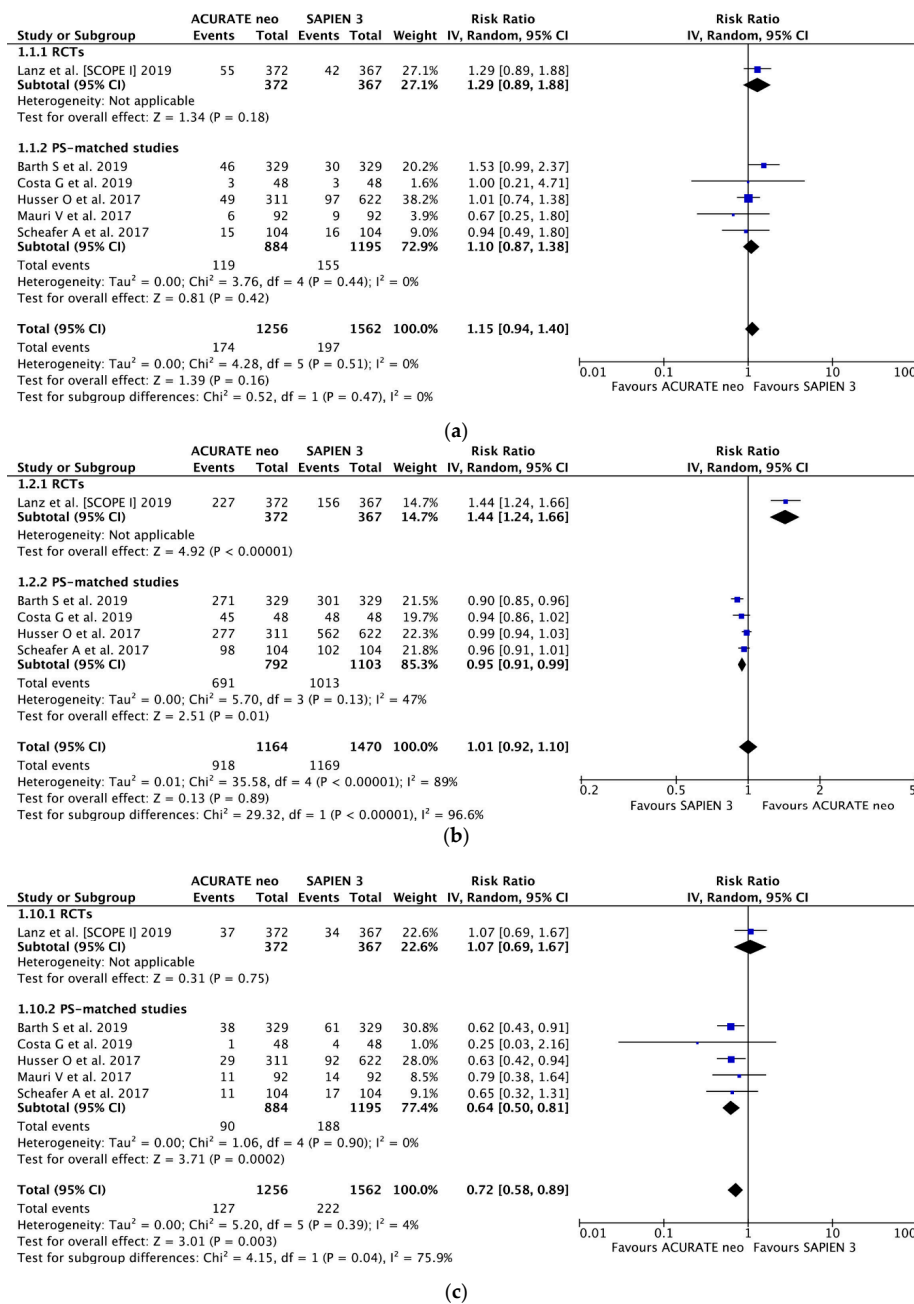 ACURATE neo SAPIEN 3 Risk Ratio Risk Ratio
Study or Subgroup Events Total Events Total Weight IV, Random, 95% CI IV, Random, 95% CI
1.1.1 RCTs
Lanz et al. [SCOPE I] 2019 55 372 42 367 27.1% 1.29 [0.89, 1.88]
Subtotal (95% CI) 372 367 27.1% 1.29 [0.89, 1.88]
Heterogeneity: Not applicable
Test for overall effect: Z = 1.34 (P = 0.18)
1.1.2 PS-matched studies
Barth S et al. 2019 46 329 30 329 20.2% 1.53 [0.99, 2.37]
Costa G et al. 2019 3 48 3 48 1.6% 1.00 [0.21, 4.71]
Husser O et al. 2017 49 311 97 622 38.2% 1.01 [0.74, 1.38]
Mauri V et al. 2017 6 92 9 92 3.9% 0.67 [0.25, 1.80]
Scheafer A et al. 2017 15 104 16 104 9.0% 0.94 [0.49, 1.80]
Subtotal (95% CI) 884 1195 72.9% 1.10 [0.87, 1.38]
Total events 119 155
Heterogeneity: Tau² = 0.00; Chi² = 3.76, df = 4 (P = 0.44); I² = 0%
Test for overall effect: Z = 0.81 (P = 0.42)
Total (95% CI) 1256 1562 100.0% 1.15 [0.94, 1.40]
Total events 174 197
Heterogeneity: Tau² = 0.00; Chi² = 4.28, df = 5 (P = 0.51); I² = 0%
Test for overall effect: Z = 1.39 (P = 0.16)
Test for subgroup differences: Chi² = 0.52, df = 1 (P = 0.47), I² = 0%
0.01 0.1 1 10 100
Favours ACURATE neo Favours SAPIEN 3
(a)
ACURATE neo SAPIEN 3 Risk Ratio Risk Ratio
Study or Subgroup Events Total Events Total Weight IV, Random, 95% CI IV, Random, 95% CI
1.2.1 RCTs
Lanz et al. [SCOPE I] 2019 227 372 156 367 14.7% 1.44 [1.24, 1.66]
Subtotal (95% CI) 372 367 14.7% 1.44 [1.24, 1.66]
Heterogeneity: Not applicable
Test for overall effect: Z = 4.92 (P < 0.00001)
1.2.2 PS-matched studies
Barth S et al. 2019 271 329 301 329 21.5% 0.90 [0.85, 0.96]
Costa G et al. 2019 45 48 48 48 19.7% 0.94 [0.86, 1.02]
Husser O et al. 2017 277 311 562 622 22.3% 0.99 [0.94, 1.03]
Scheafer A et al. 2017 98 104 102 104 21.8% 0.96 [0.91, 1.01]
Subtotal (95% CI) 792 1103 85.3% 0.95 [0.91, 0.99]
Total events 691 1013
Heterogeneity: Tau² = 0.00; Chi² = 5.70, df = 3 (P = 0.13); I² = 47%
Test for overall effect: Z = 2.51 (P = 0.01)
Total (95% CI) 1164 1470 100.0% 1.01 [0.92, 1.10]
Total events 918 1169
Heterogeneity: Tau² = 0.01; Chi² = 35.58, df = 4 (P < 0.00001); I² = 89%
Test for overall effect: Z = 0.13 (P = 0.89)
Test for subgroup differences: Chi² = 29.32, df = 1 (P < 0.00001), I² = 96.6%
0.2 0.5 1 2 5
Favours SAPIEN 3 Favours ACURATE neo
(b)
ACURATE neo SAPIEN 3 Risk Ratio Risk Ratio
Study or Subgroup Events Total Events Total Weight IV, Random, 95% CI IV, Random, 95% CI
1.10.1 RCTs
Lanz et al. [SCOPE I] 2019 37 372 34 367 22.6% 1.07 [0.69, 1.67]
Subtotal (95% CI) 372 367 22.6% 1.07 [0.69, 1.67]
Heterogeneity: Not applicable
Test for overall effect: Z = 0.31 (P = 0.75)
1.10.2 PS-matched studies
Barth S et al. 2019 38 329 61 329 30.8% 0.62 [0.43, 0.91]
Costa G et al. 2019 1 48 4 48 1.0% 0.25 [0.03, 2.16]
Husser O et al. 2017 29 311 92 622 28.0% 0.63 [0.42, 0.94]
Mauri V et al. 2017 11 92 14 92 8.5% 0.79 [0.38, 1.64]
Scheafer A et al. 2017 11 104 17 104 9.1% 0.65 [0.32, 1.31]
Subtotal (95% CI) 884 1195 77.4% 0.64 [0.50, 0.81]
Total events 90 188
Heterogeneity: Tau² = 0.00; Chi² = 1.06, df = 4 (P = 0.90); I² = 0%
Test for overall effect: Z = 3.71 (P = 0.0002)
Total (95% CI) 1256 1562 100.0% 0.72 [0.58, 0.89]
Total events 127 222
Heterogeneity: Tau² = 0.00; Chi² = 5.20, df = 5 (P = 0.39); I² = 4%
Test for overall effect: Z = 3.01 (P = 0.003)
Test for subgroup differences: Chi² = 4.15, df = 1 (P = 0.04), I² = 75.9%
0.01 0.1 1 10 100
Favours ACURATE neo Favours SAPIEN 3
(c)